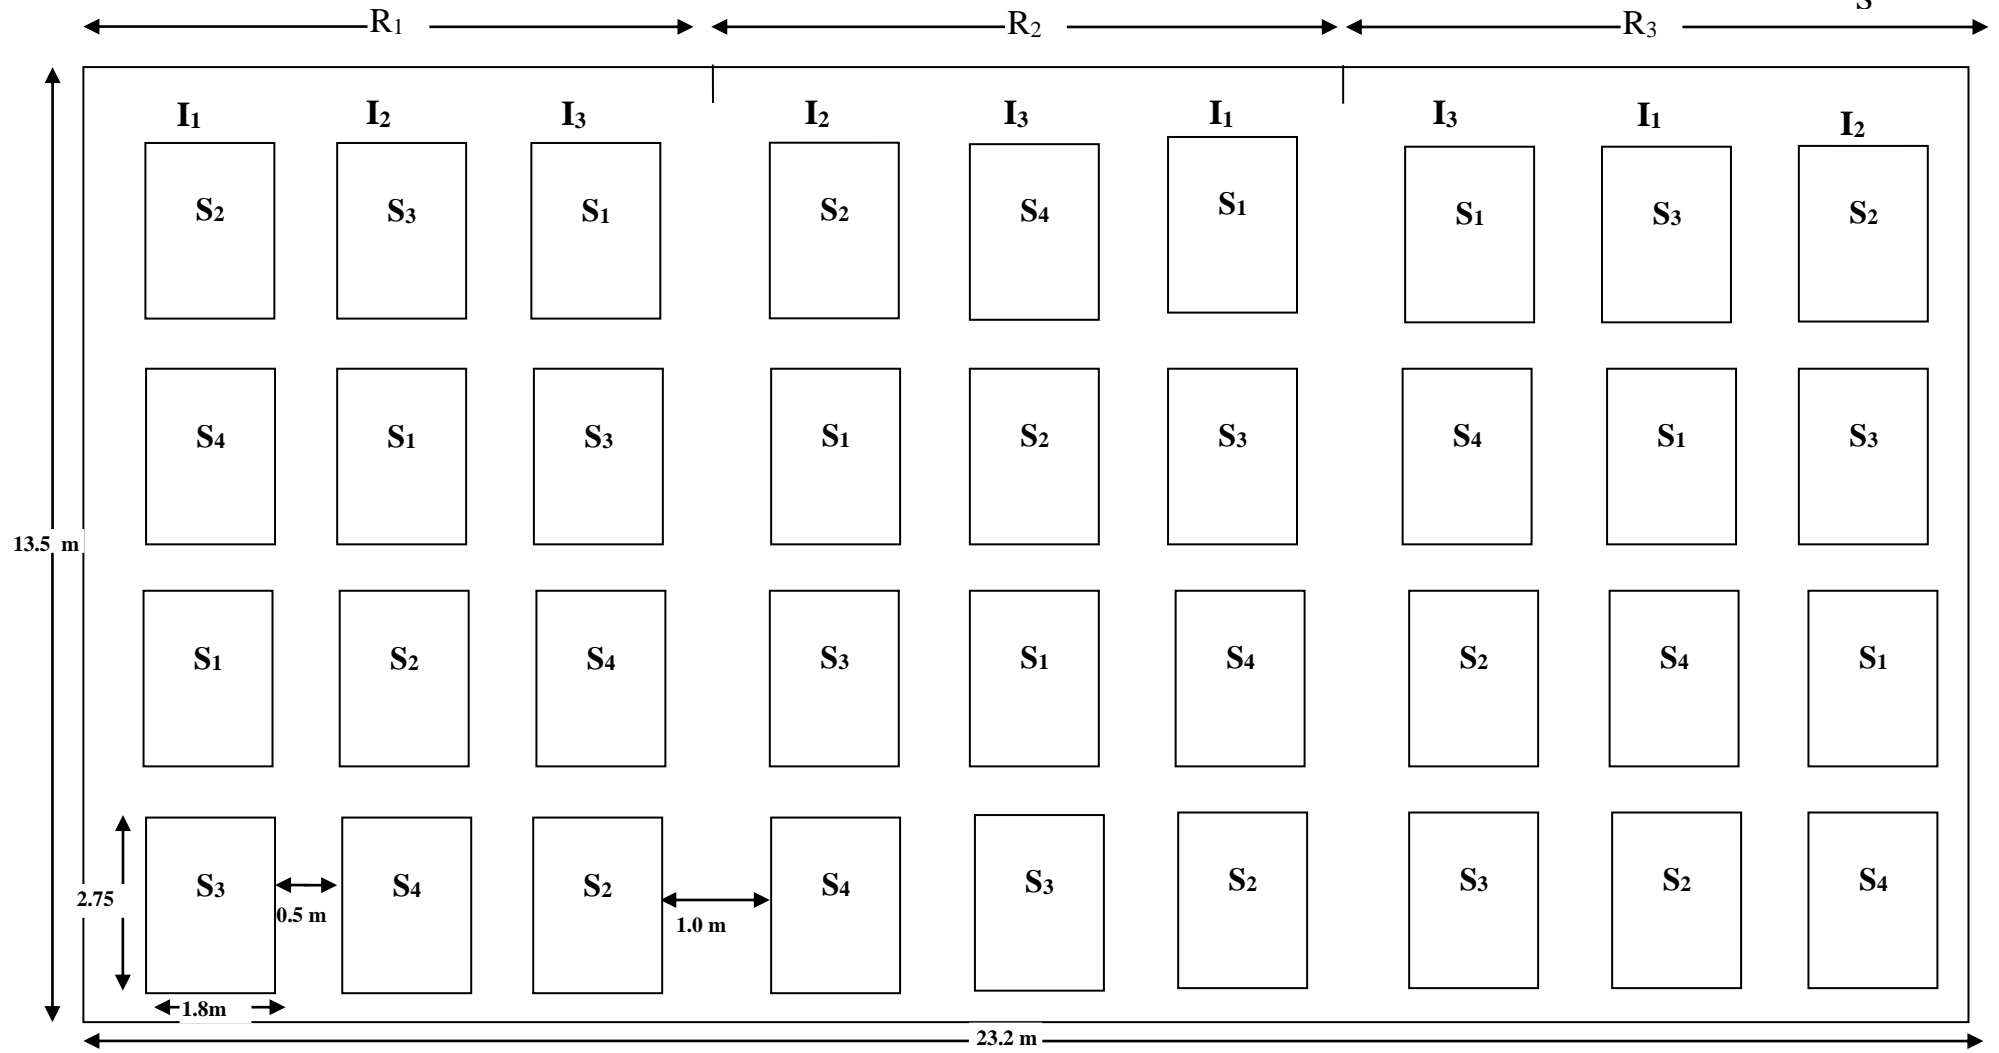 S
R1 R2 R3
I1 I2 I3 I2 I3 I1 I3 I1 I2
S2 S3 S1 S2 S4 S1 S1 S3 S2
S4 S1 S3 S1 S2 S3 S4 S1 S3
13.5 m
S1 S2 S4 S3 S1 S4 S2 S4 S1
S3 S4 S2 S4 S3 S2 S3 S2 S4
2.75
0.5 m
1.0 m
1.8m
23.2 m